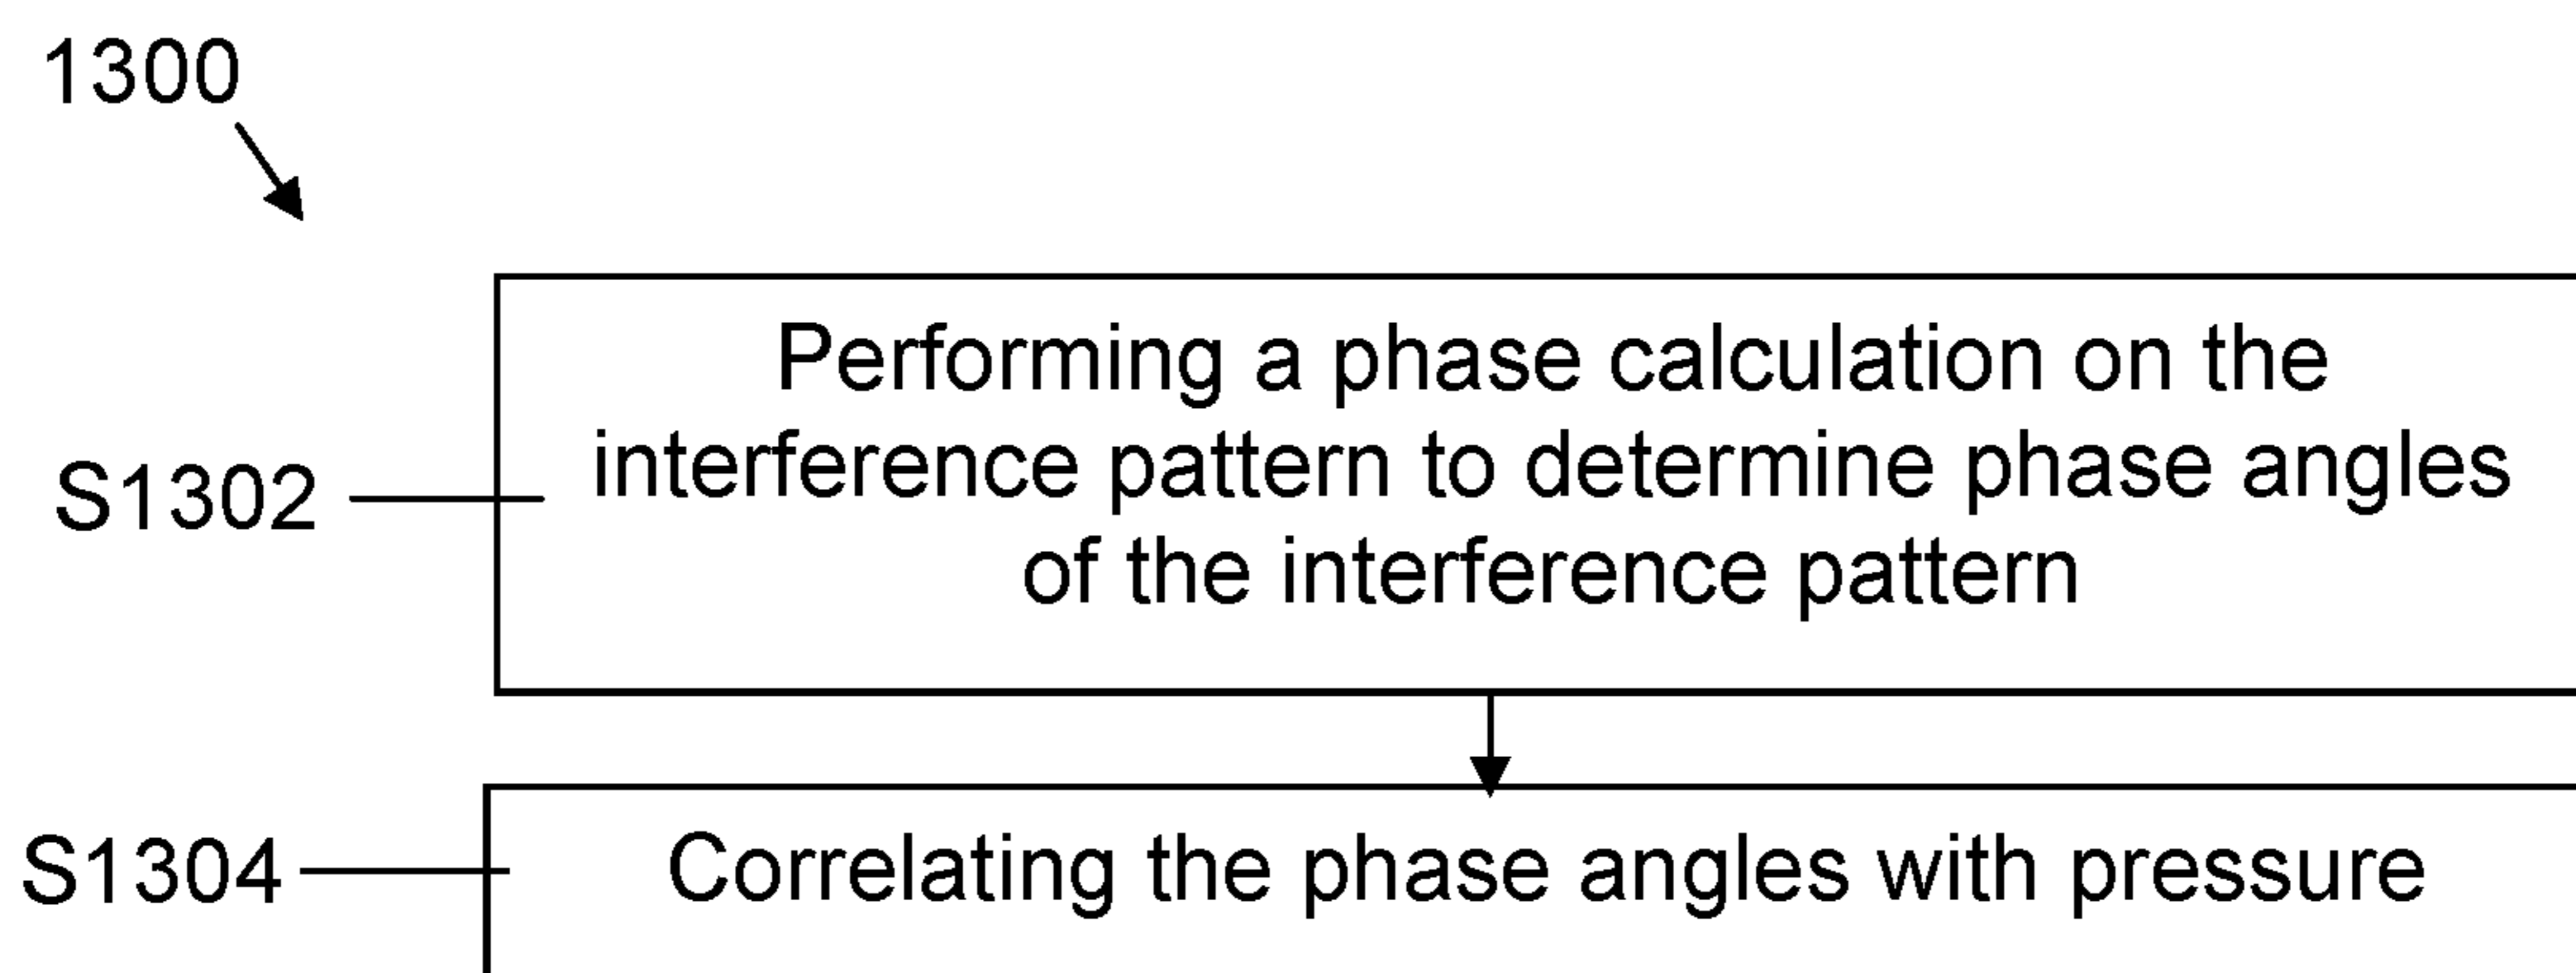 1300
Performing a phase calculation on the
S1302 interference pattern to determine phase angles
of the interference pattern
S1304 Correlating the phase angles with pressure